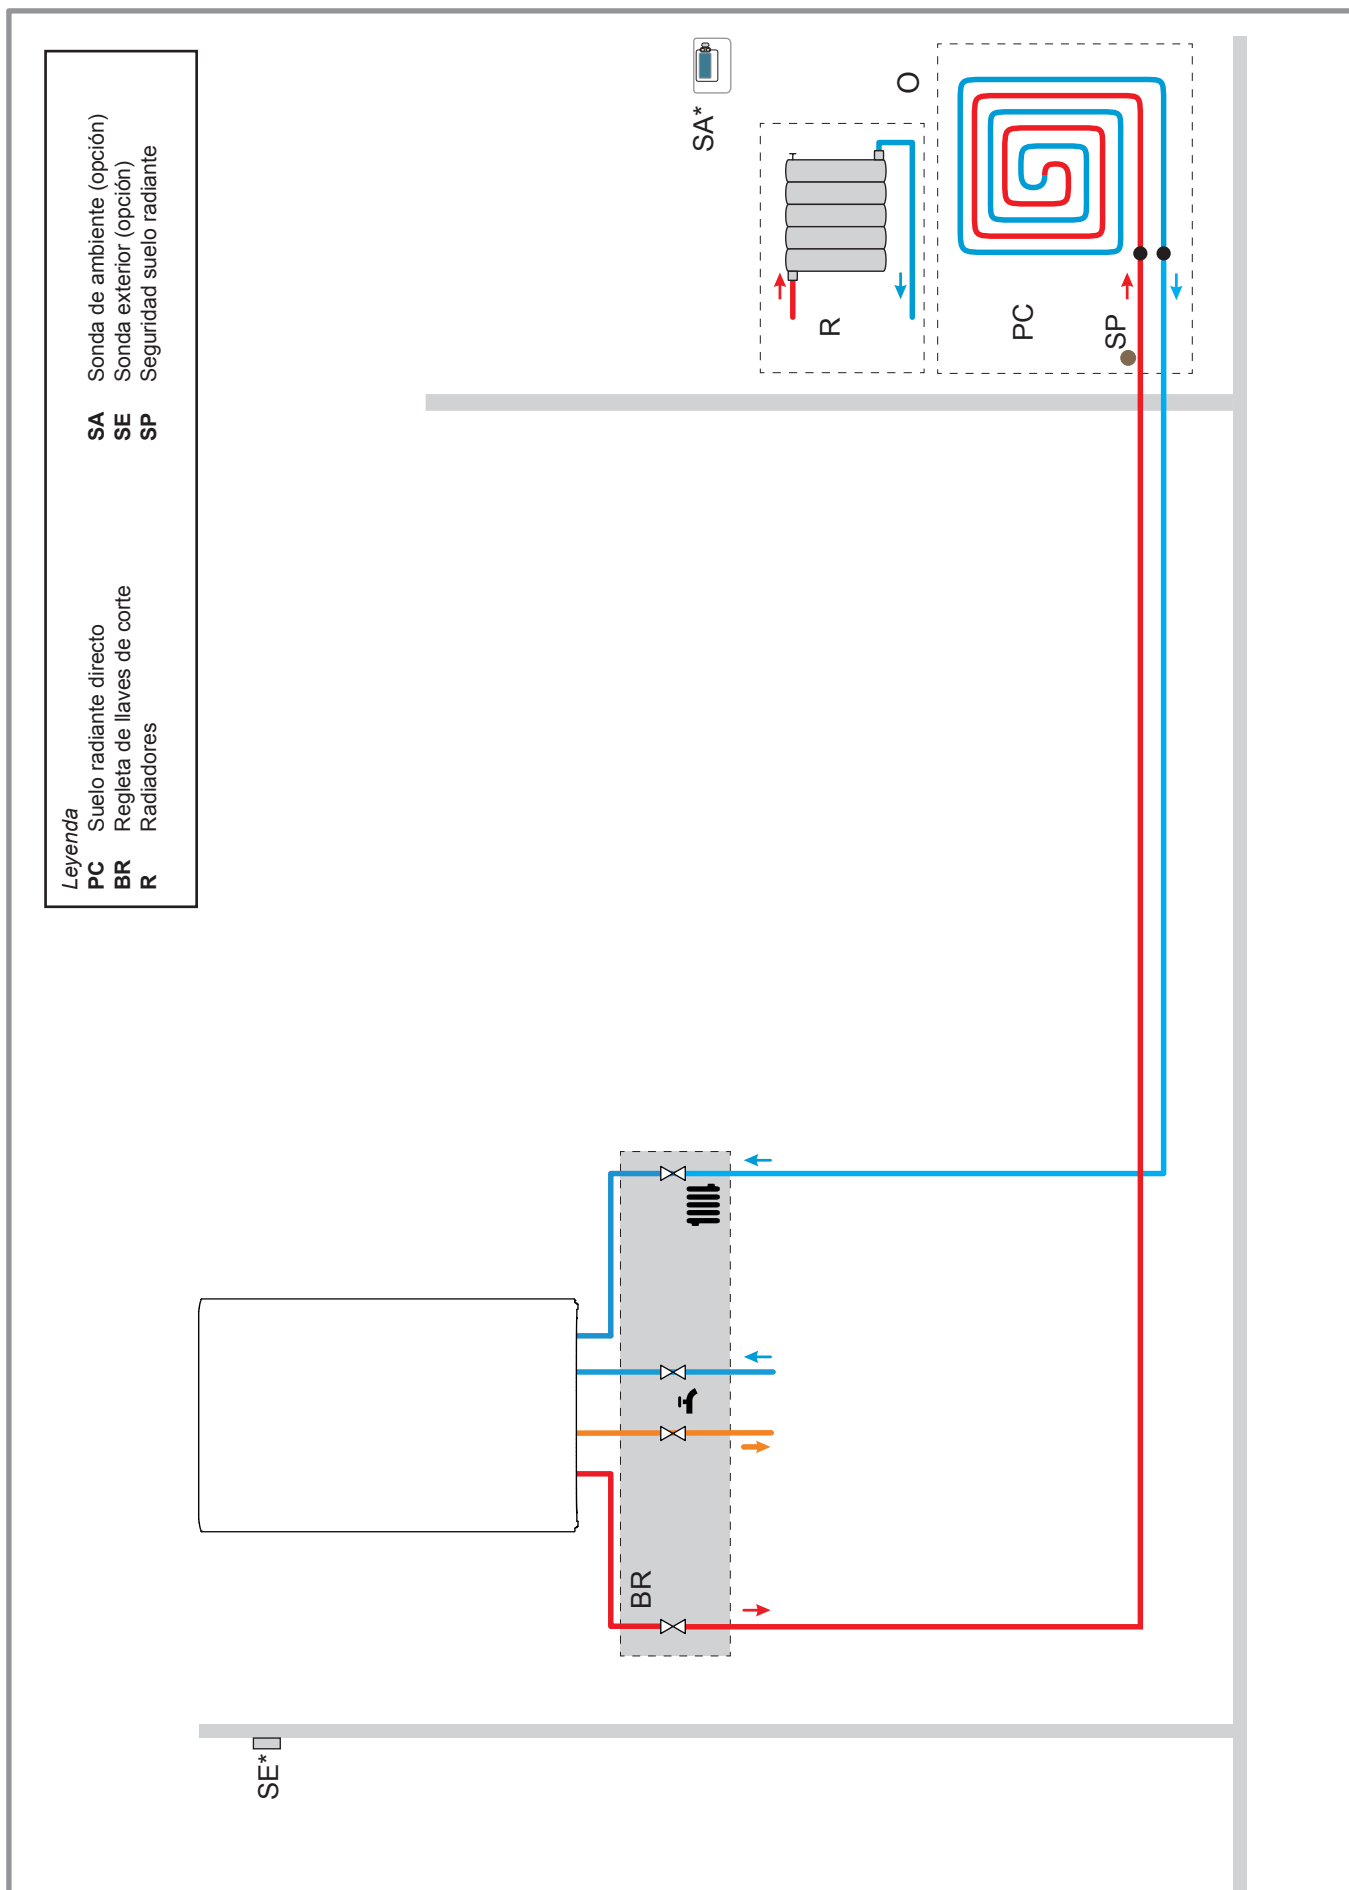 Leyenda
PC Suelo radiante directo
BR Regleta de llaves de corte
R Radiadores
SA Sonda de ambiente (opción)
SE Sonda exterior (opción)
SP Seguridad suelo radiante
SE*
BR
SA*
R
O
PC
SP